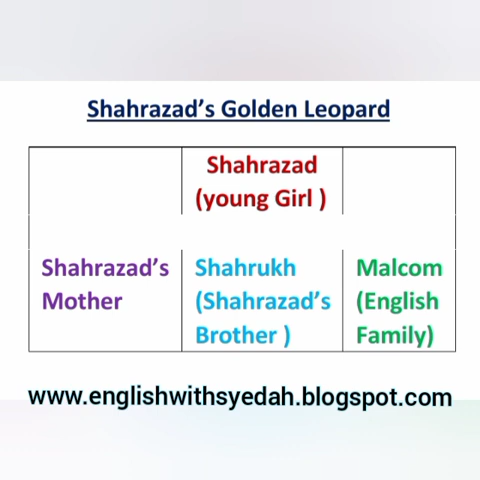 Shahrazad's Golden Leopard
Shahrazad
(young Girl )
Shahrazad's
Mother
Shahrukh
(Shahrazad's
Brother )
Malcom
(English
Family)
www.englishwithsyedah.blogspot.com